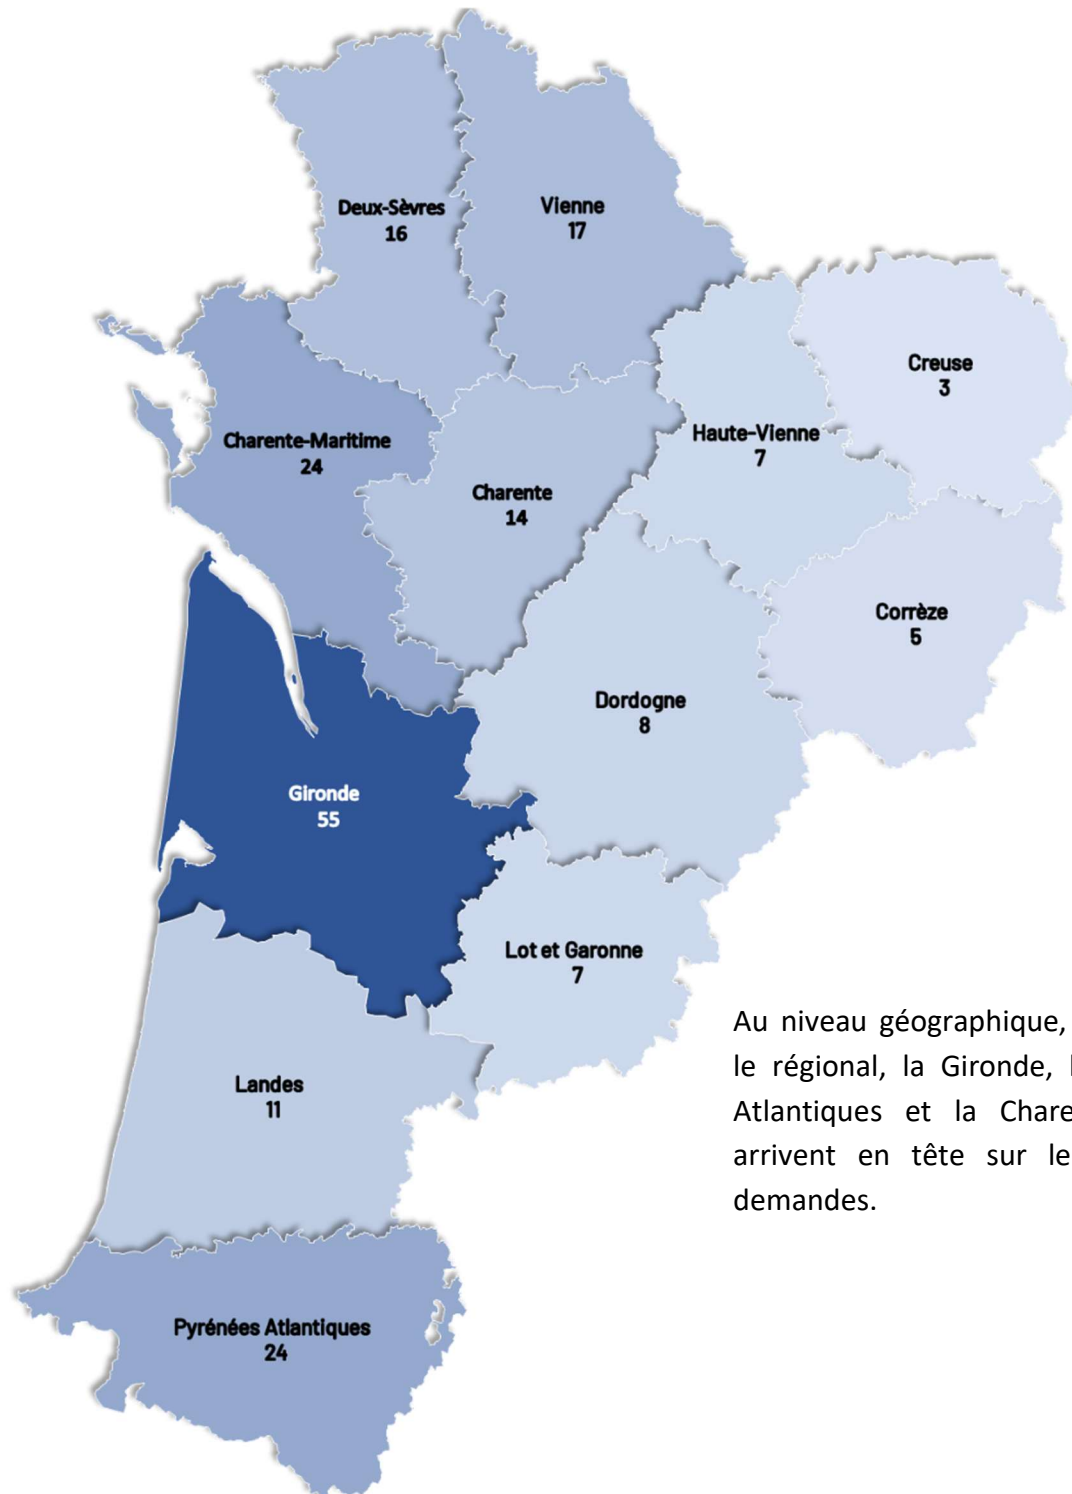 Deux-Sèvres
16
Vienne
17
Creuse
3
Charente-Maritime
24
Haute-Vienne
7
Charente
14
Corrèze
5
Dordogne
8
Gironde
55
Lot et Garonne
7
Landes
11
Pyrénées Atlantiques
24
Au niveau géographique,
le régional, la Gironde,
Atlantiques et la
arrivent en tête sur
demandes.